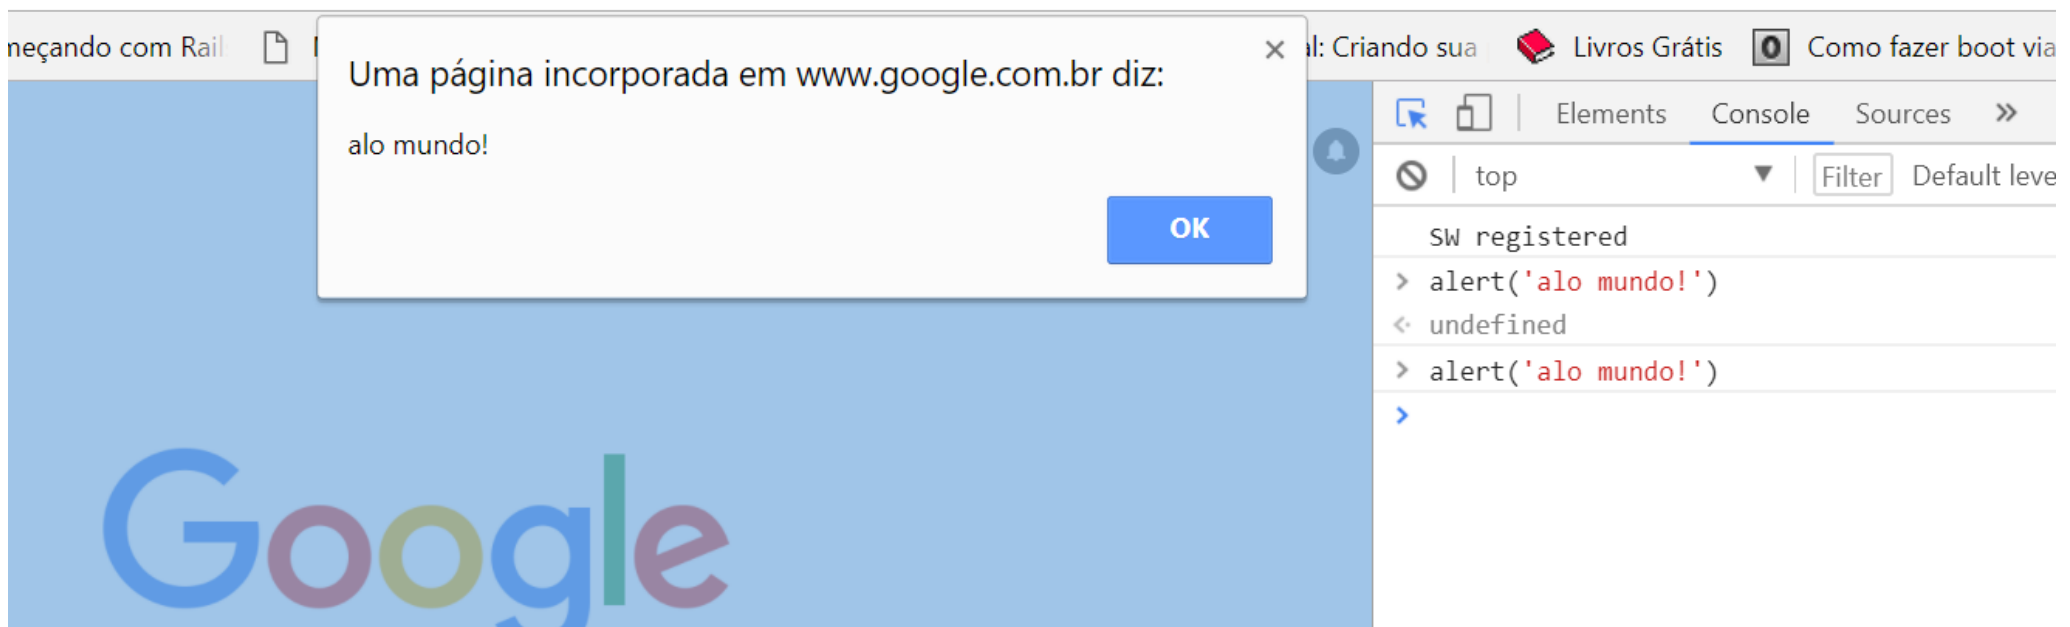 meçando com Rail
al: Criando sua
Livros Grátis
Como fazer boot via
Uma página incorporada em www.google.com.br diz:
alo mundo!
OK
Google
Elements Console Sources
top Filter Default leve
SW registered
alert('alo mundo!')
undefined
alert('alo mundo!')